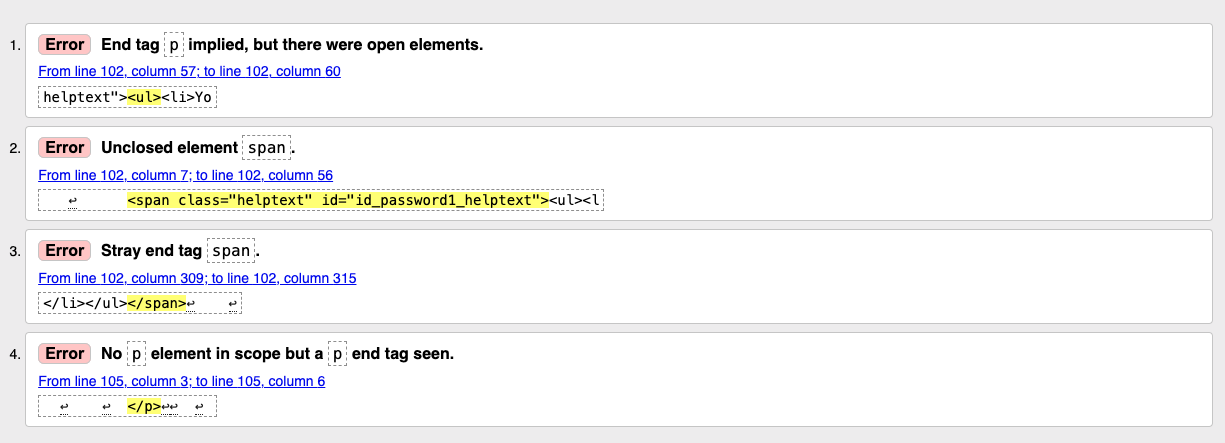 1. Error End tag p implied, but there were open elements.
From line 102, column 57; to line 102, column 60
helptext"><ul><li>Yo
2. Error Unclosed element span.
From line 102, column 7; to line 102, column 56
↩ <span class="helptext" id="id_password1_helptext"><ul><l
3. Error Stray end tag span.
From line 102, column 309; to line 102, column 315
</li></ul></span>↩ ↩
4. Error No p element in scope but a p end tag seen.
From line 105, column 3; to line 105, column 6
↩ ↩ </p>↩↩ ↩